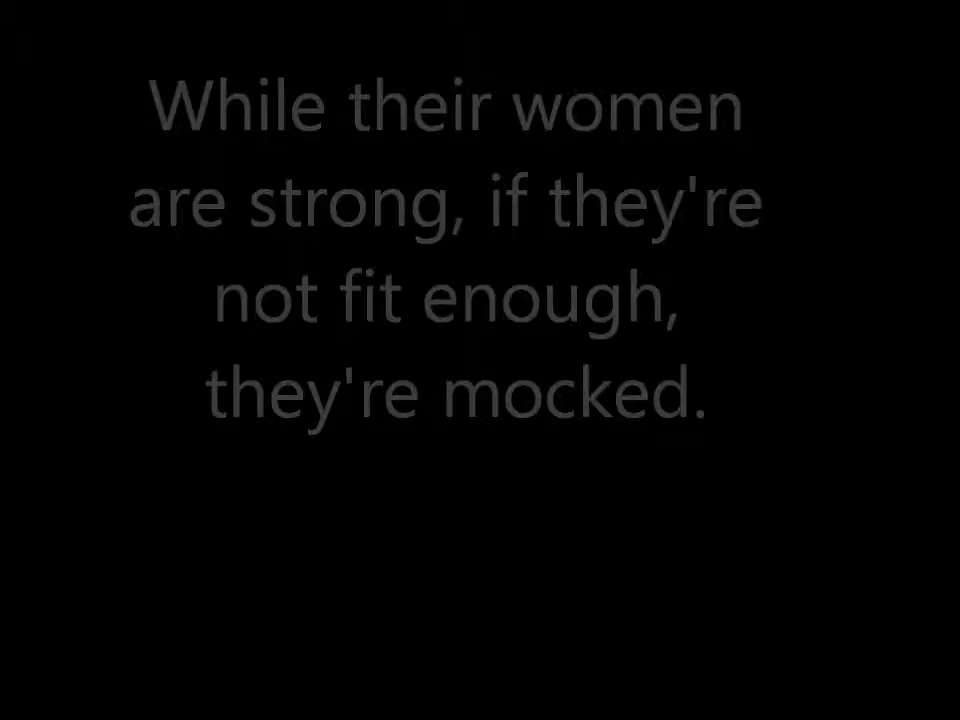 While their women
are strong, if they're
not fit enough,
they're mocked.